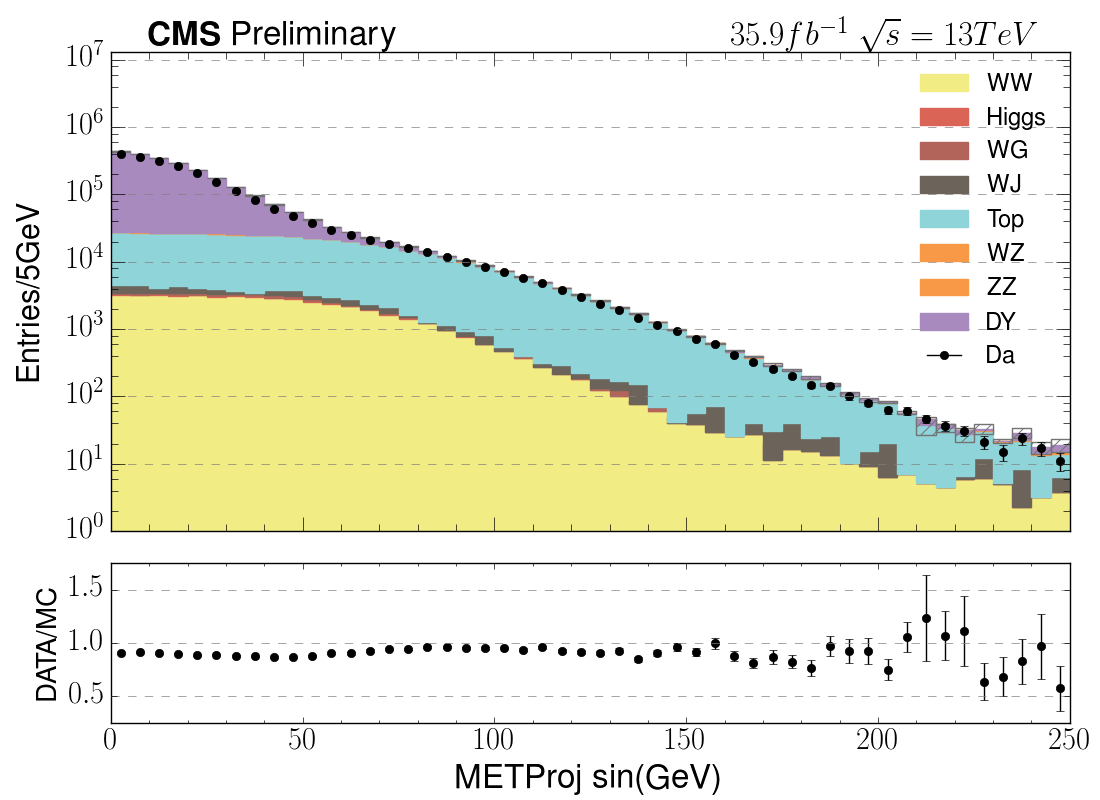 CMS Preliminary 35.9fb⁻¹ √s = 13TeV
10⁷
10⁶
10⁵
10⁴
10³
10²
10¹
10⁰
Entries/5GeV
WW
Higgs
WG
WJ
Top
WZ
ZZ
DY
Da
1.5
1.0
0.5
DATA/MC
0 50 100 150 200 250
METProj sin(GeV)